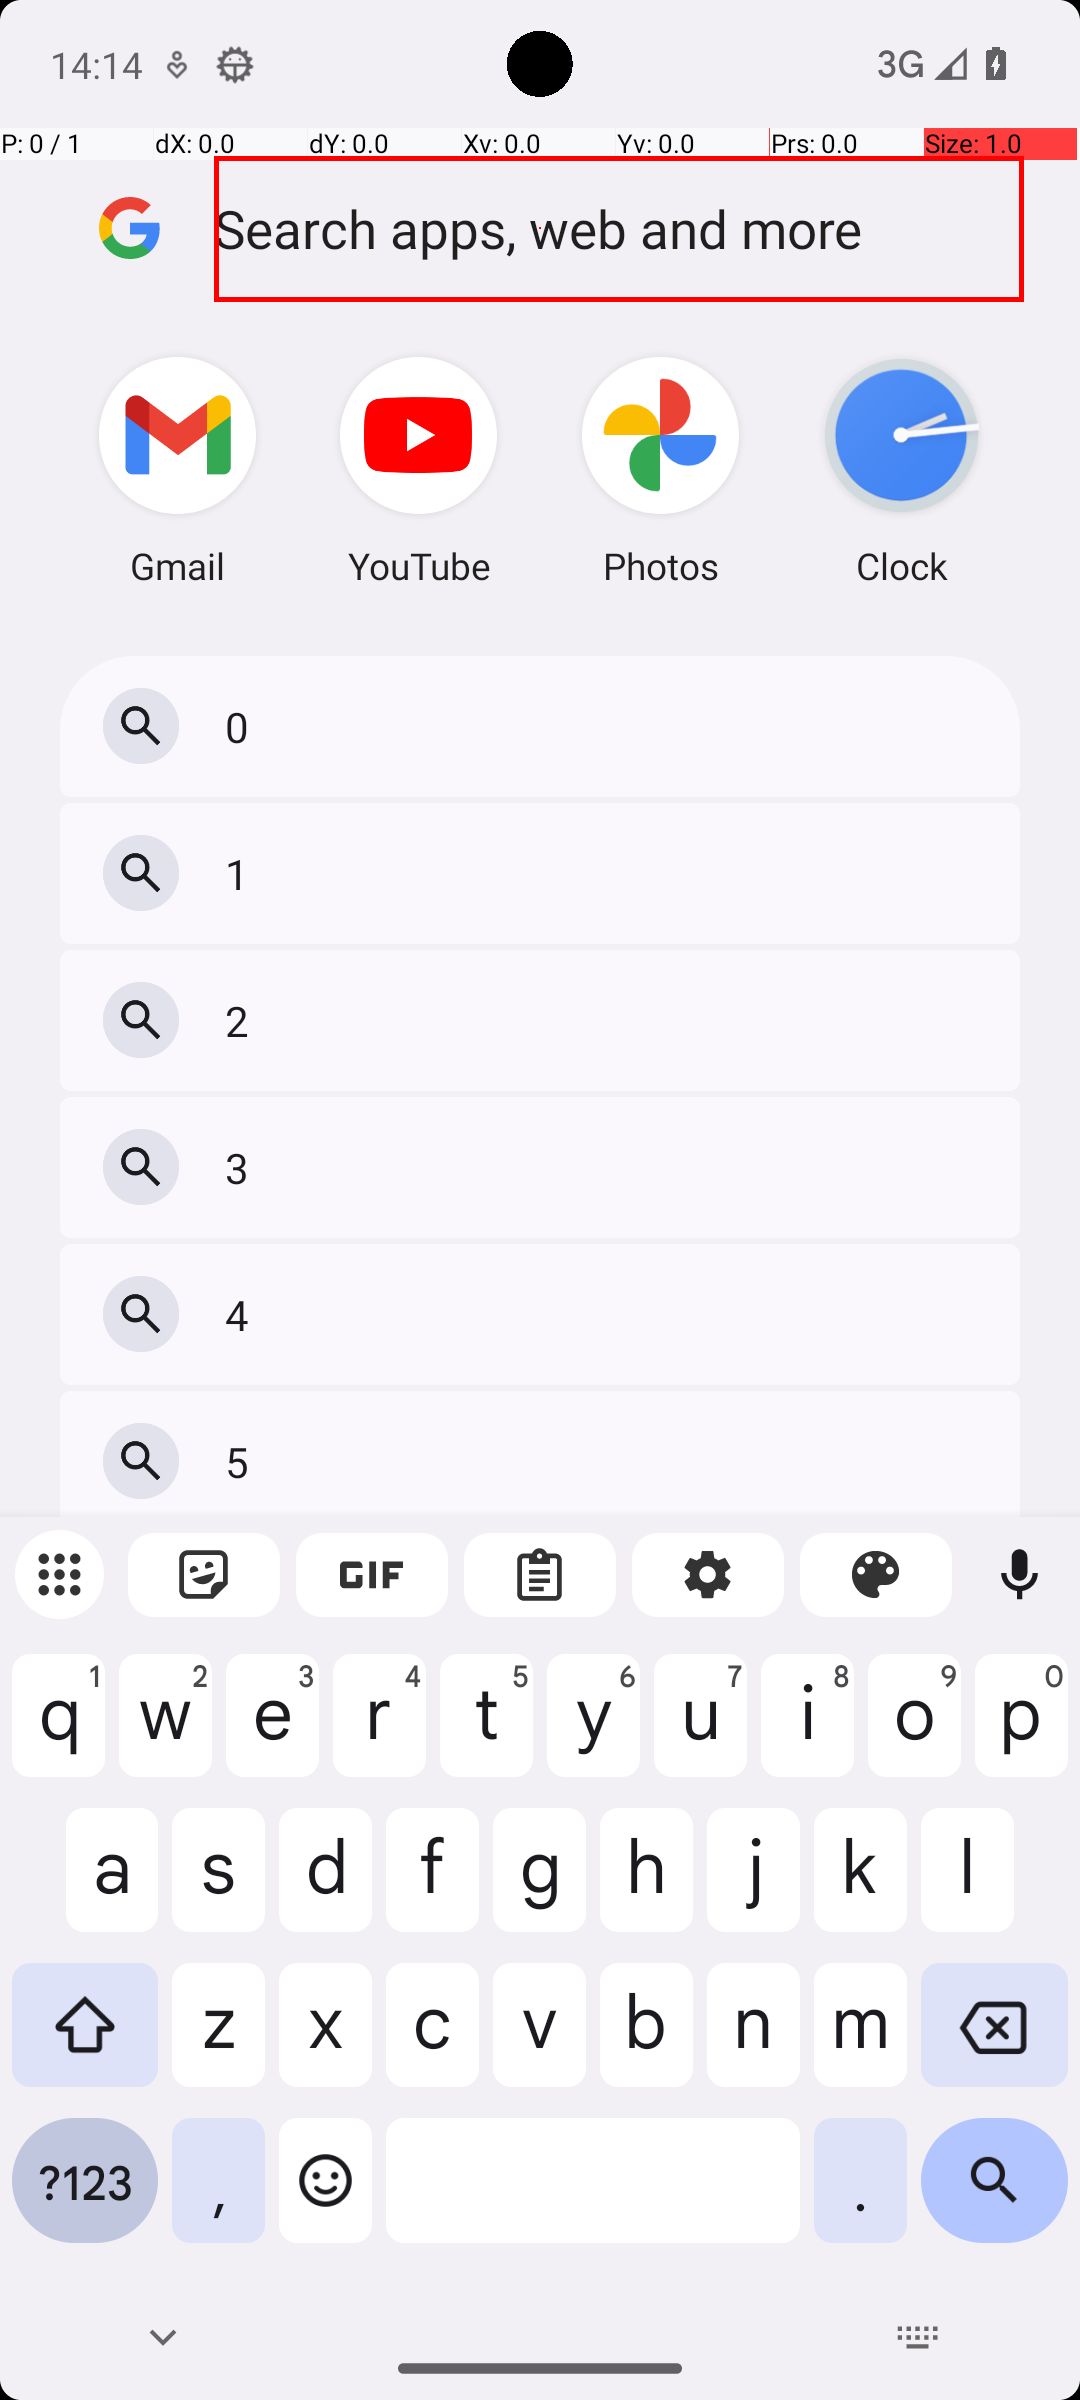 14:14 3G
P: 0 / 1 dX: 0.0 dY: 0.0 Xv: 0.0 Yv: 0.0 Prs: 0.0 Size: 1.0
Search apps, web and more
Gmail YouTube Photos Clock
0
1
2
3
4
5
GIF
q 1 w 2 e 3 r 4 t 5 y 6 u 7 i 8 o 9 p 0
a s d f g h j k l
z x c v b n m
?123 , .